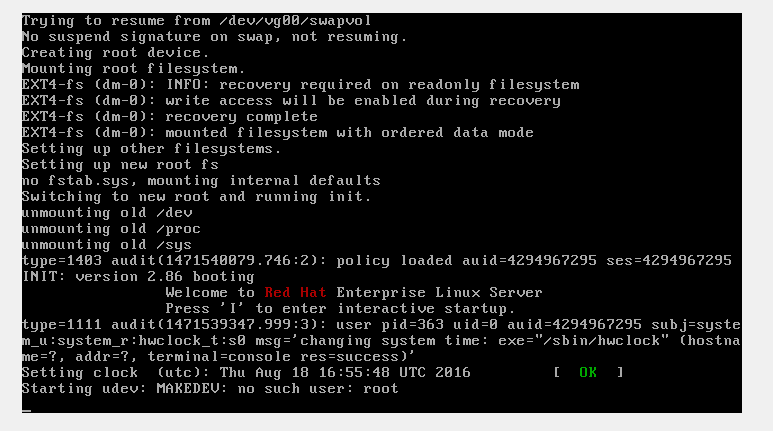 Trying to resume from /dev/vg00/swapvol
No suspend signature on swap, not resuming.
Creating root device.
Mounting root filesystem.
EXT4-fs (dm-0): INFO: recovery required on readonly filesystem
EXT4-fs (dm-0): write access will be enabled during recovery
EXT4-fs (dm-0): recovery complete
EXT4-fs (dm-0): mounted filesystem with ordered data mode
Setting up other filesystems.
Setting up new root fs
no fstab.sys, mounting internal defaults
Switching to new root and running init.
unmounting old /dev
unmounting old /proc
unmounting old /sys
type=1403 audit(1471540079.746:2): policy loaded auid=4294967295 ses=4294967295
INIT: version 2.86 booting
Welcome to Red Hat Enterprise Linux Server
Press 'I' to enter interactive startup.
type=1111 audit(1471539347.999:3): user pid=363 uid=0 auid=4294967295 subj=syste
m_u:system_r:hwclock_t:s0 msg='changing system time: exe="/sbin/hwclock" (hostna
me=?, addr=?, terminal=console res=success)'
Setting clock  (utc): Thu Aug 18 16:55:48 UTC 2016 [  OK  ]
Starting udev: MAKEDEV: no such user: root